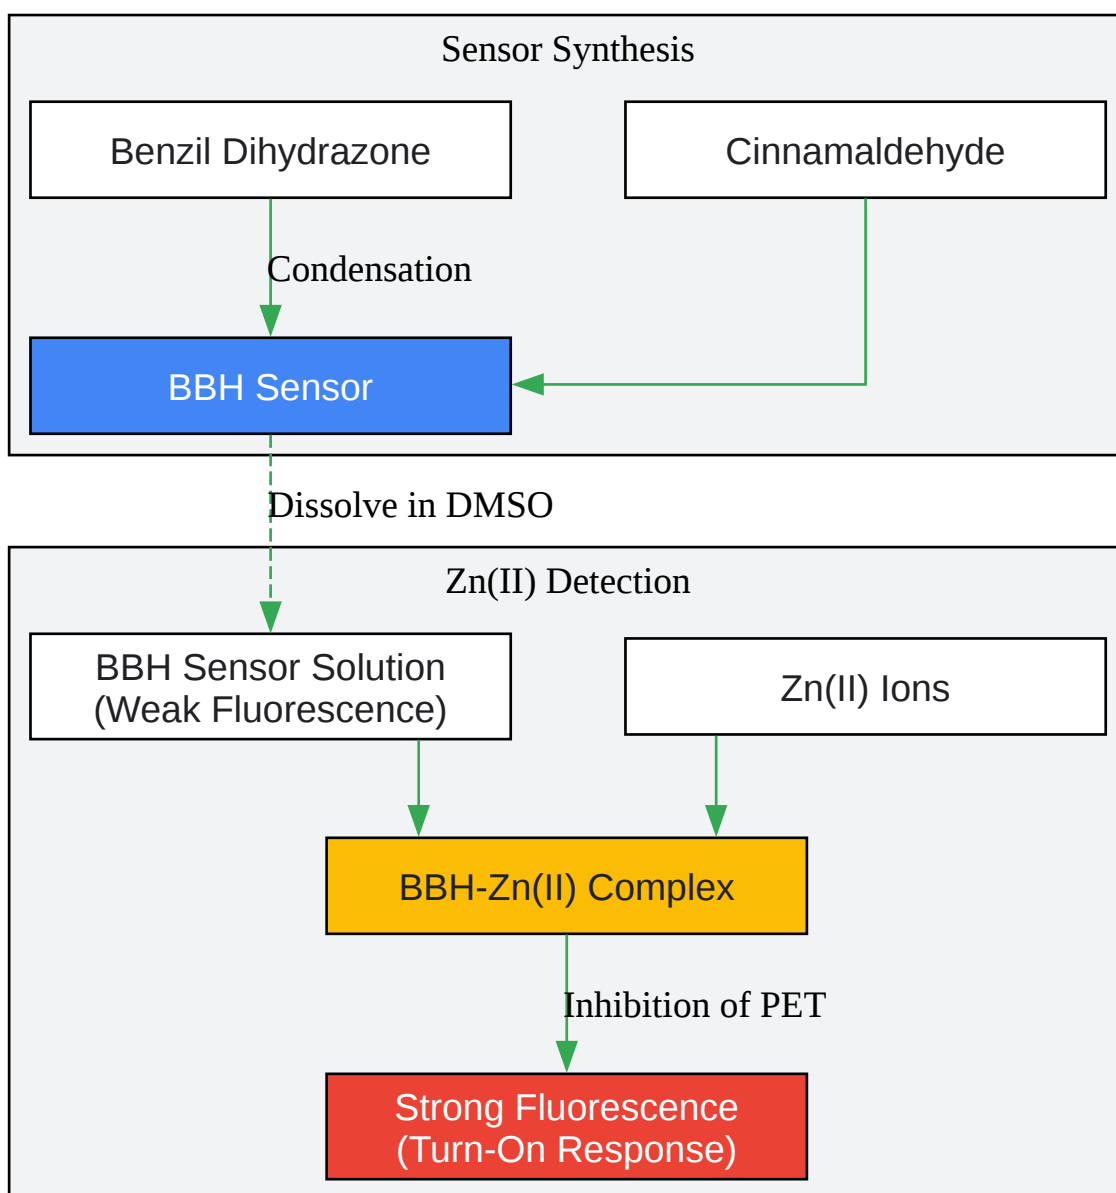 Sensor Synthesis
Benzil Dihydrazone
Cinnamaldehyde
Condensation
BBH Sensor
Dissolve in DMSO
Zn(II) Detection
BBH Sensor Solution
(Weak Fluorescence)
Zn(II) Ions
BBH-Zn(II) Complex
Inhibition of PET
Strong Fluorescence
(Turn-On Response)